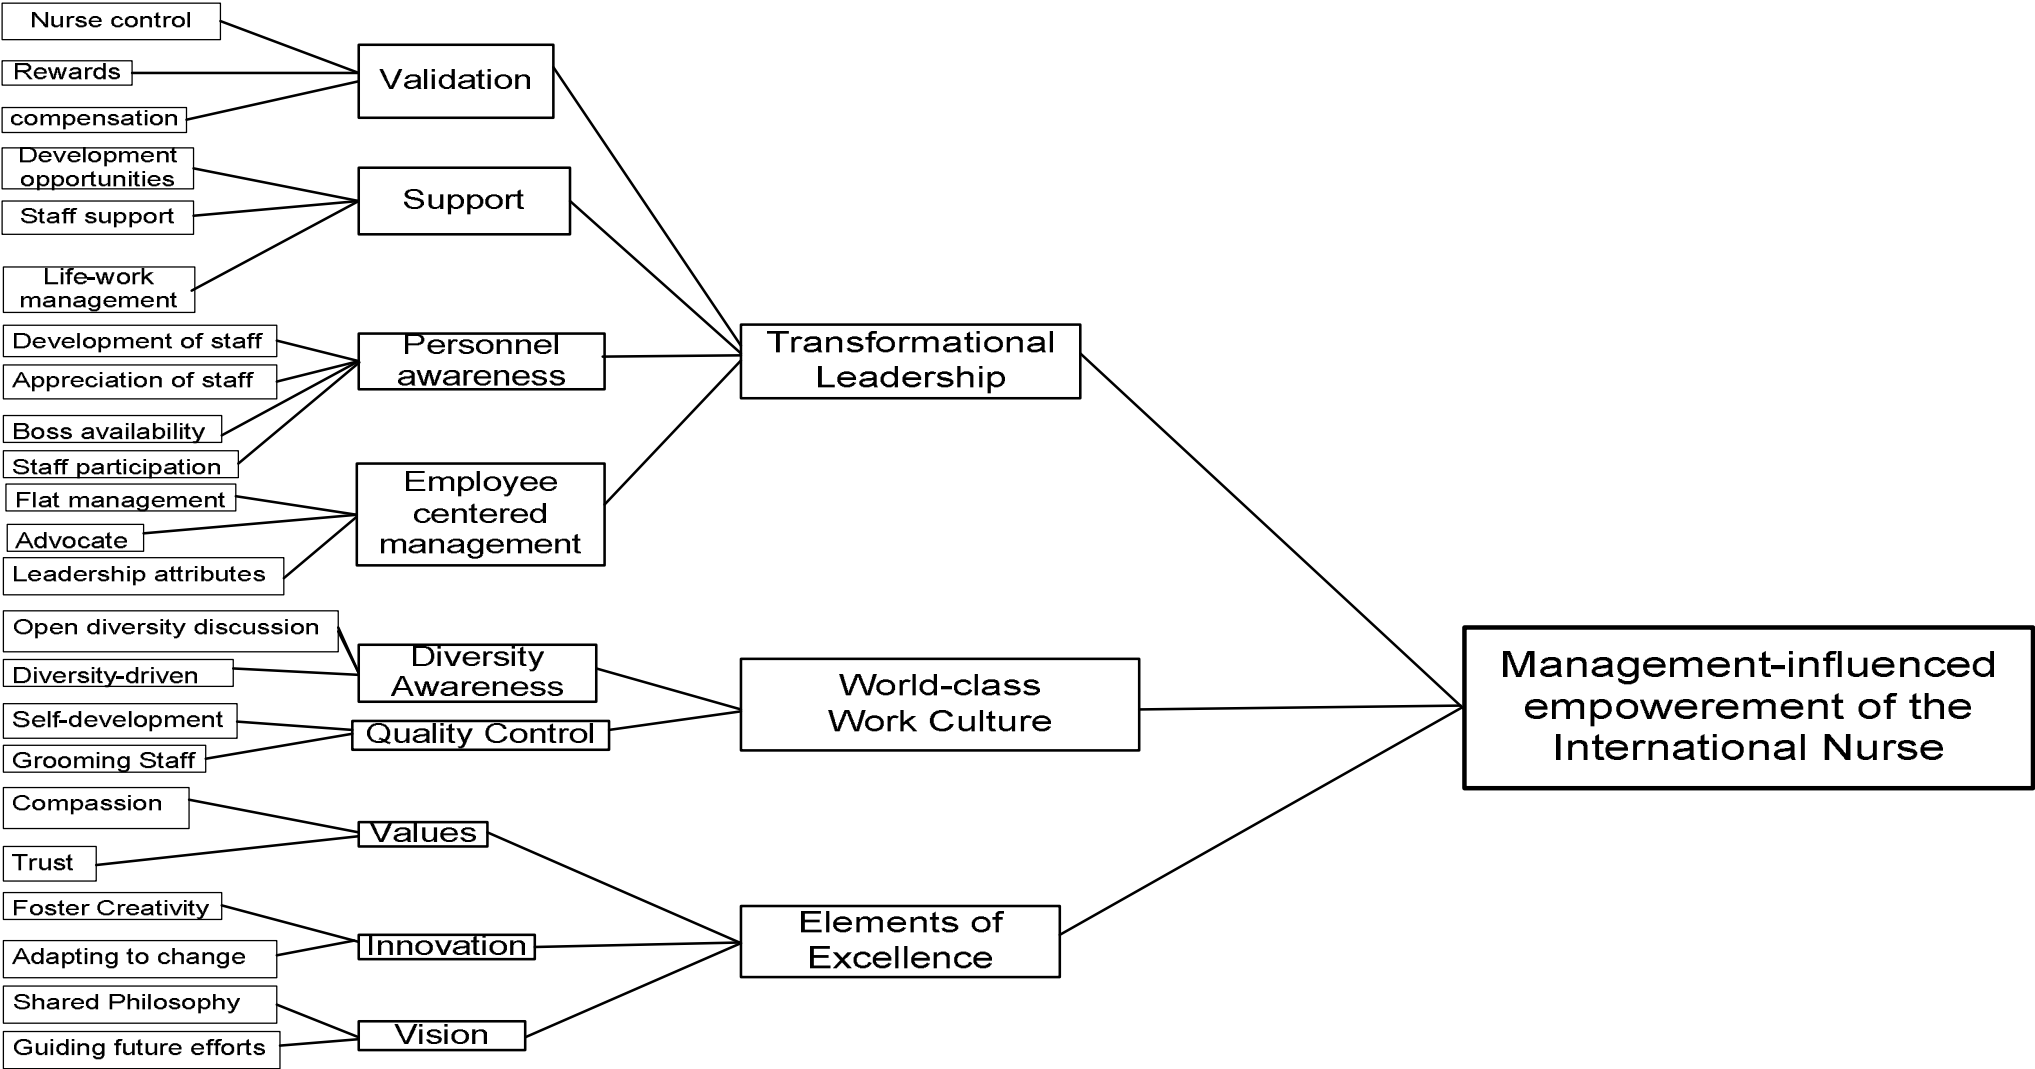 Nurse control
Rewards
compensation
Development
opportunities
Staff support
Life-work
management
Development of staff
Appreciation of staff
Boss availability
Staff participation
Flat management
Advocate
Leadership attributes
Open diversity discussion
Diversity-driven
Self-development
Grooming Staff
Compassion
Trust
Foster Creativity
Adapting to change
Shared Philosophy
Guiding future efforts
Validation
Support
Personnel
awareness
Employee
centered
management
Diversity
Awareness
Quality Control
Values
Innovation
Vision
Transformational
Leadership
World-class
Work Culture
Elements of
Excellence
Management-influenced
empowerement of the
International Nurse